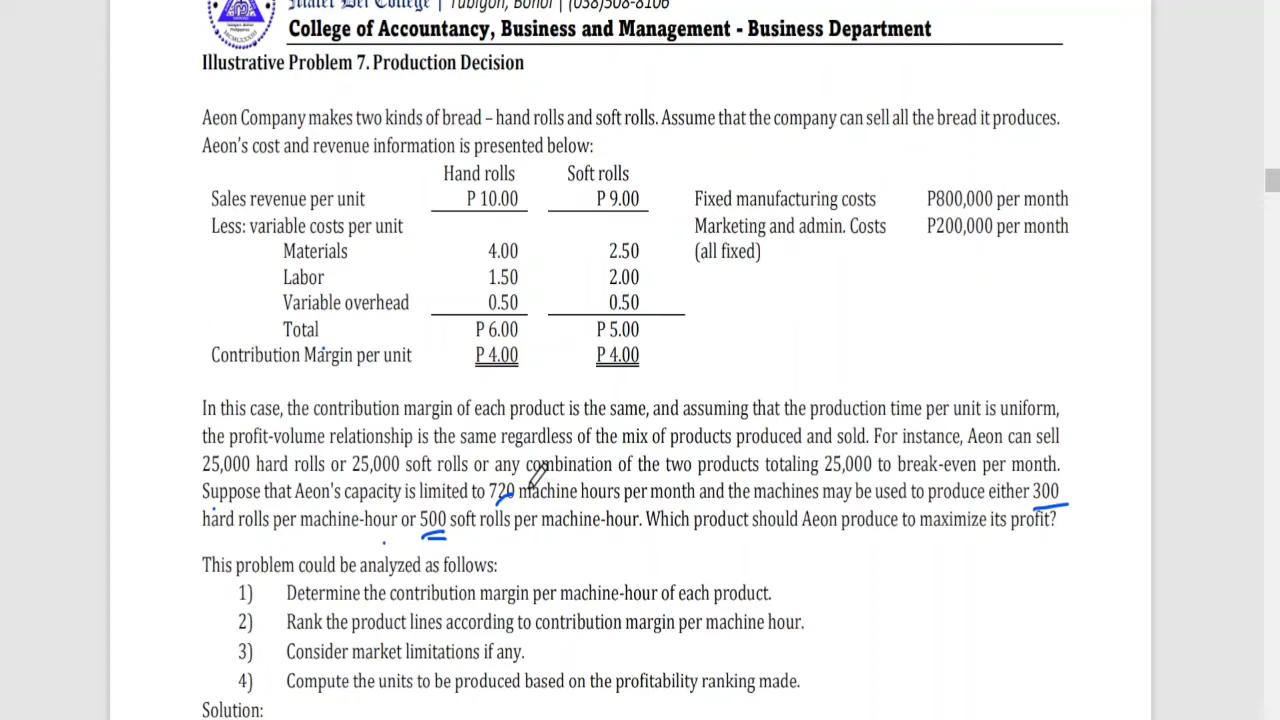 Mater Dei College | Tubigon, Bohol | (038)508-8106
College of Accountancy, Business and Management - Business Department
Illustrative Problem 7. Production Decision
Aeon Company makes two kinds of bread – hand rolls and soft rolls. Assume that the company can sell all the bread it produces.
Aeon's cost and revenue information is presented below:
Hand rolls Soft rolls
Sales revenue per unit P 10.00 P 9.00 Fixed manufacturing costs P800,000 per month
Less: variable costs per unit Marketing and admin. Costs P200,000 per month
Materials 4.00 2.50 (all fixed)
Labor 1.50 2.00
Variable overhead 0.50 0.50
Total P 6.00 P 5.00
Contribution Margin per unit P 4.00 P 4.00
In this case, the contribution margin of each product is the same, and assuming that the production time per unit is uniform,
the profit-volume relationship is the same regardless of the mix of products produced and sold. For instance, Aeon can sell
25,000 hard rolls or 25,000 soft rolls or any combination of the two products totaling 25,000 to break-even per month.
Suppose that Aeon's capacity is limited to 720 machine hours per month and the machines may be used to produce either 300
hard rolls per machine-hour or 500 soft rolls per machine-hour. Which product should Aeon produce to maximize its profit?
This problem could be analyzed as follows:
1) Determine the contribution margin per machine-hour of each product.
2) Rank the product lines according to contribution margin per machine hour.
3) Consider market limitations if any.
4) Compute the units to be produced based on the profitability ranking made.
Solution: